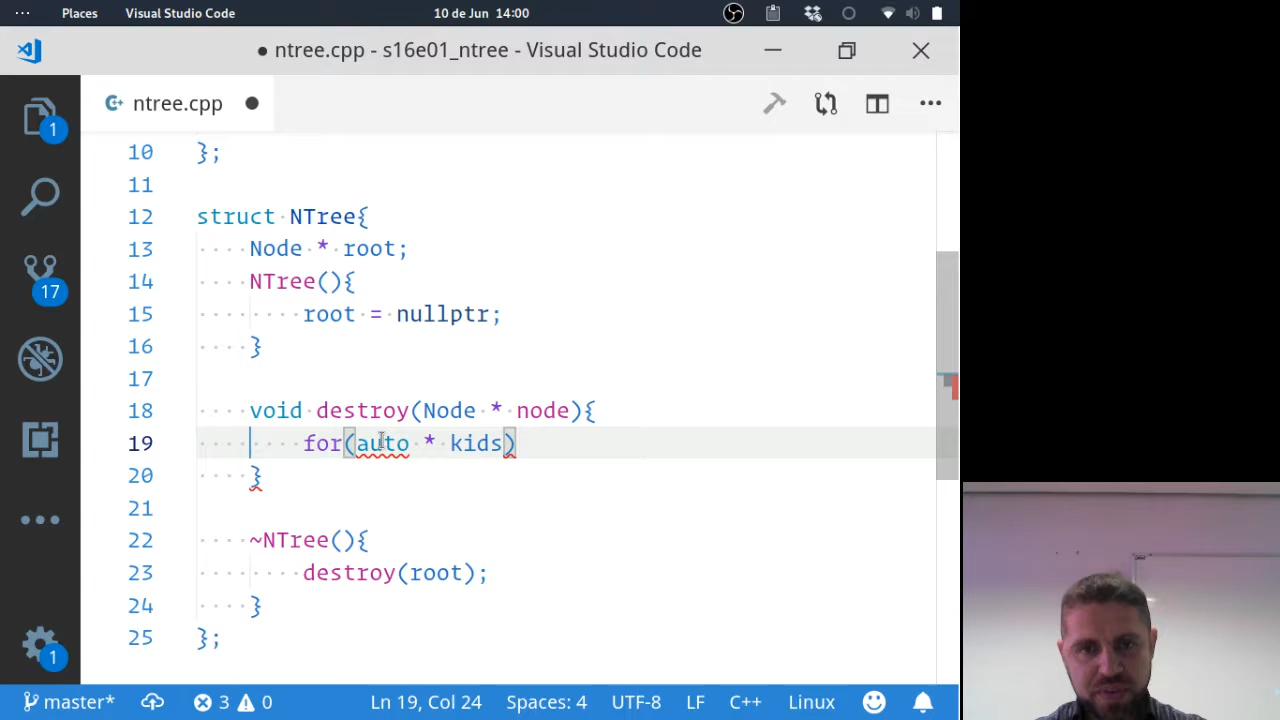 Places Visual Studio Code 10 de Jun 14:00
● ntree.cpp - s16e01_ntree - Visual Studio Code
ntree.cpp
10 };
11
12 struct NTree{
13 Node * root;
14 NTree(){
15 root = nullptr;
16 }
17
18 void destroy(Node * node){
19 for(auto * kids)
20 }
21
22 ~NTree(){
23 destroy(root);
24 }
25 };
1
17
1
master* 3 0 Ln 19, Col 24 Spaces: 4 UTF-8 LF C++ Linux